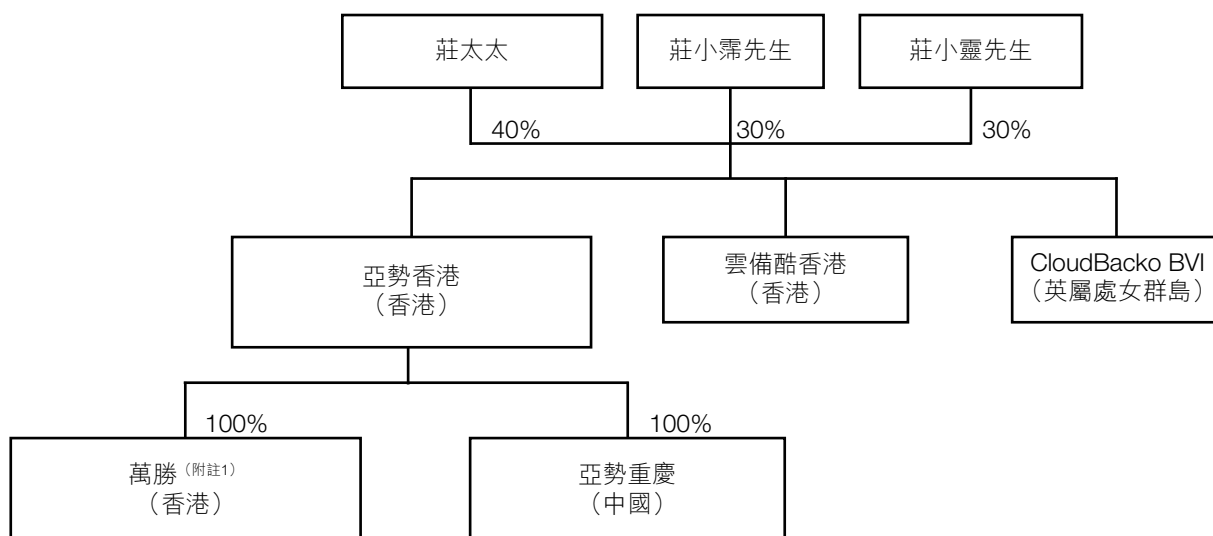 莊太太
莊小霈先生
莊小靈先生
40%
30%
30%
亞勢香港
（香港）
雲備酷香港
（香港）
CloudBacko BVI
（英屬處女群島）
100%
100%
萬勝（附註1）
（香港）
亞勢重慶
（中國）